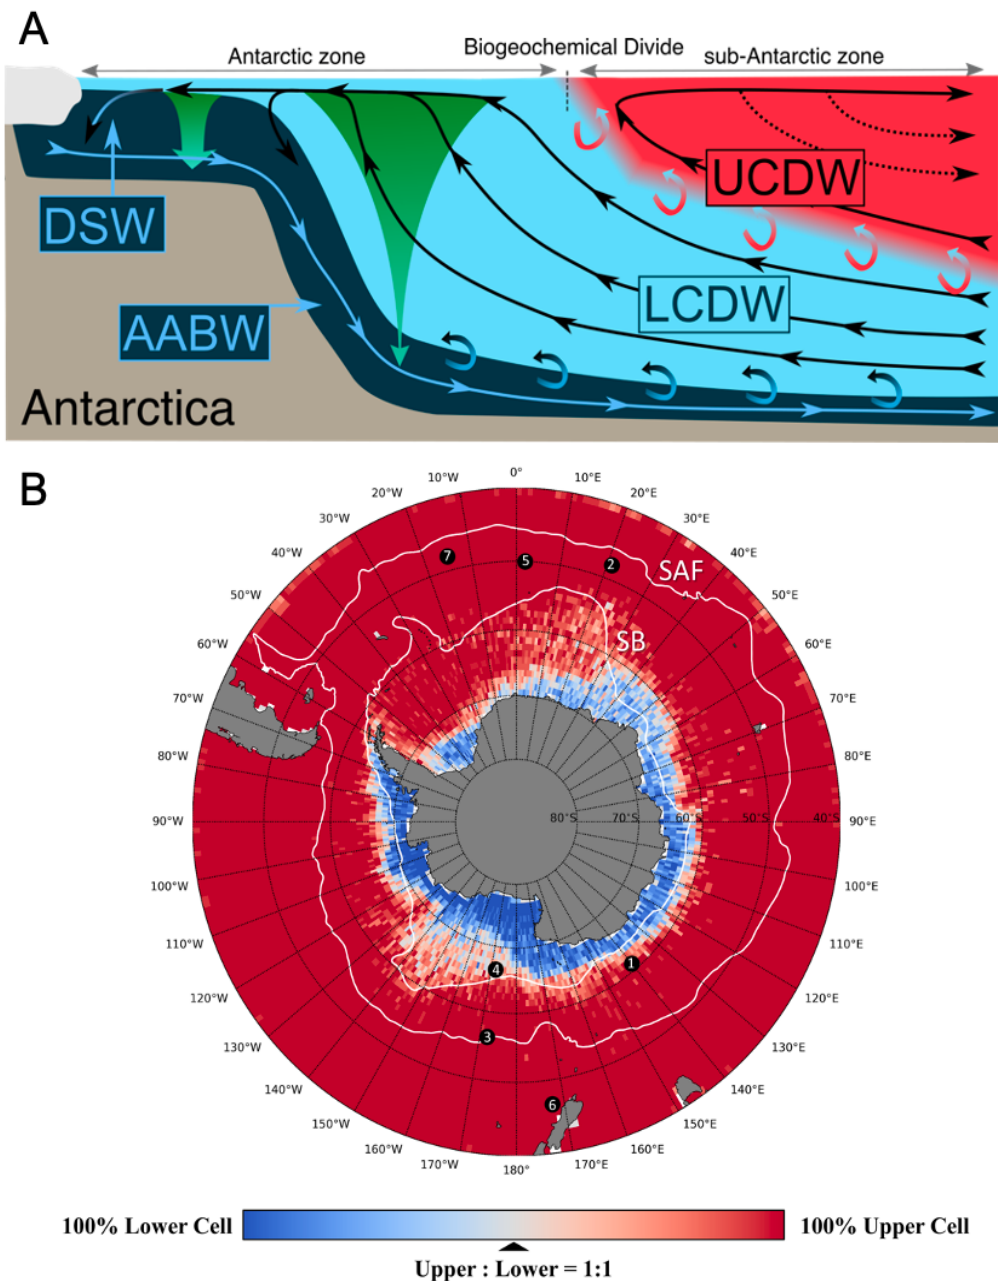 A
Antarctic zone
Biogeochemical Divide
sub-Antarctic zone
UCDW
DSW
LCDW
AABW
Antarctica
B
0°
10°W
10°E
20°W
20°E
30°W
30°E
40°W
40°E
50°W
50°E
60°W
60°E
70°W
70°E
80°W
80°E
90°W
90°E
100°W
100°E
110°W
110°E
120°W
120°E
130°W
130°E
140°W
140°E
150°W
150°E
160°W
160°E
170°W
170°E
180°
7
5
2
SAF
SB
80°S
70°S
60°S
50°S
40°S
4
1
3
6
100% Lower Cell
100% Upper Cell
Upper : Lower = 1:1